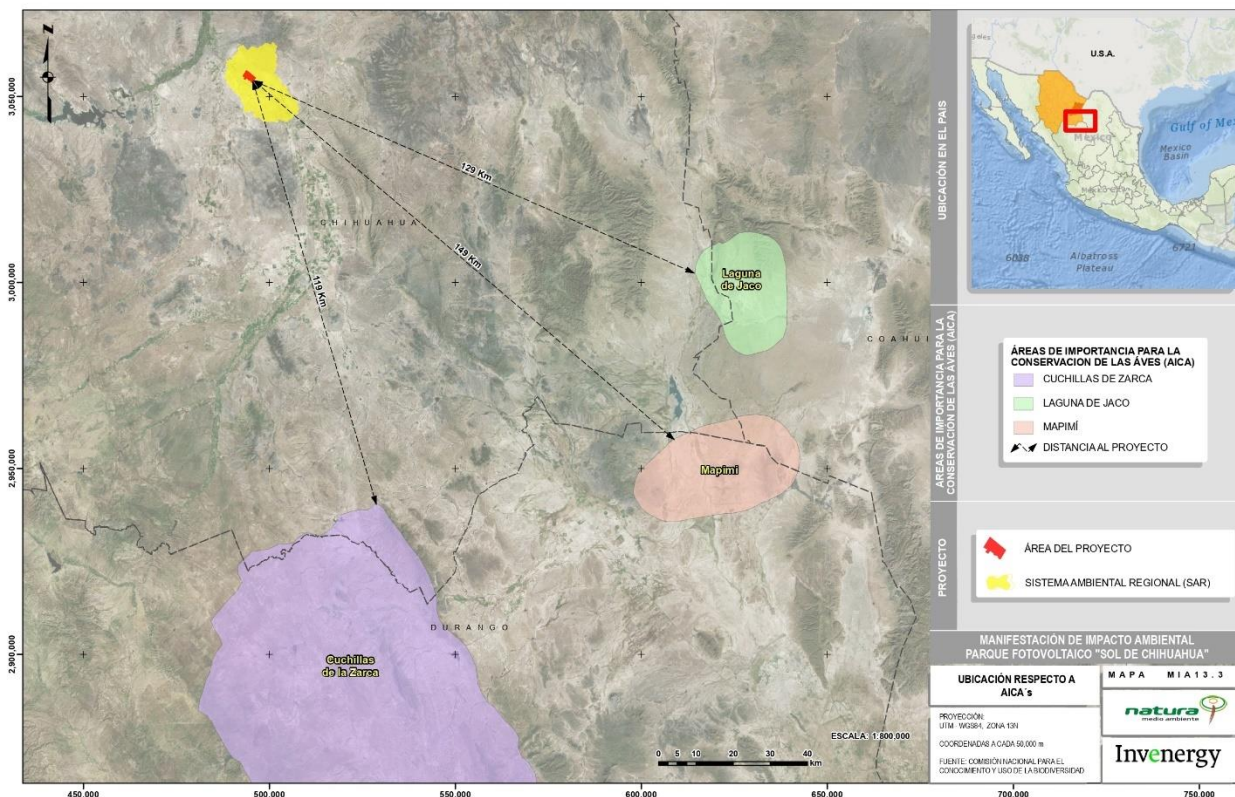 N
3,050,000
3,000,000
2,950,000
2,900,000
450,000
500,000
550,000
600,000
650,000
700,000
750,000
129 Km
149 Km
119 Km
CHIHUAHUA
COAHUI
DURANGO
Laguna
de Jaco
Mapimi
Cuchillas
de la Zarca
ESCALA: 1:800,000
0 5 10 20 30 40
km
UBICACIÓN EN EL PAIS
U.S.A.
Gulf of Me
México
Mexico
Basin
Mexico City
6038
Albatross
Plateau
6721
ÁREAS DE IMPORTANCIA PARA LA
CONSERVACIÓN DE LAS ÁVES (AICA)
ÁREAS DE IMPORTANCIA PARA LA
CONSERVACION DE LAS ÁVES (AICA)
CUCHILLAS DE ZARCA
LAGUNA DE JACO
MAPIMÍ
DISTANCIA AL PROYECTO
PROYECTO
ÁREA DEL PROYECTO
SISTEMA AMBIENTAL REGIONAL (SAR)
MANIFESTACIÓN DE IMPACTO AMBIENTAL
PARQUE FOTOVOLTAICO "SOL DE CHIHUAHUA"
UBICACIÓN RESPECTO A
AICA´s
MAPA MIA13.3
PROYECCIÓN:
UTM - WGS84, ZONA 13N
COORDENADAS A CADA 50,000 m
FUENTE: COMISIÓN NACIONAL PARA EL
CONOCIMIENTO Y USO DE LA BIODIVERSIDAD
natura
medio ambiente
Invenergy